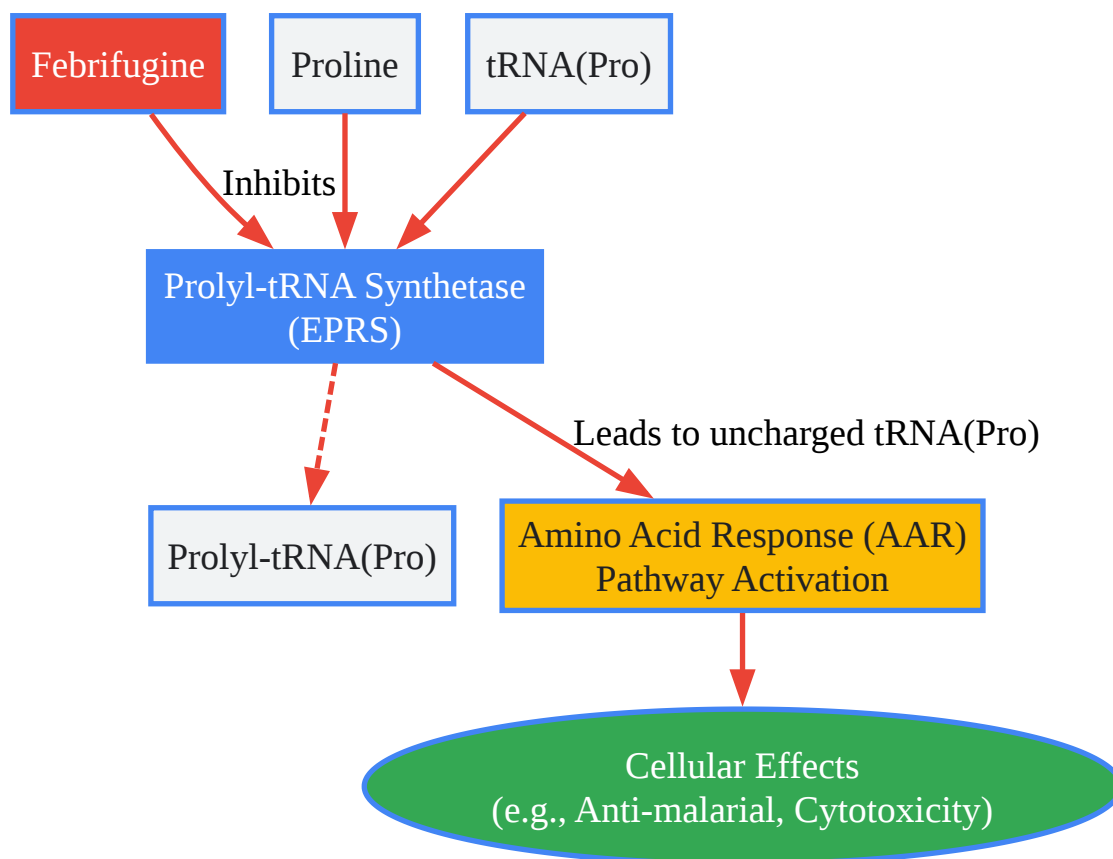 Febrifugine
Proline
tRNA(Pro)
Inhibits
Prolyl-tRNA Synthetase
(EPRS)
Leads to uncharged tRNA(Pro)
Prolyl-tRNA(Pro)
Amino Acid Response (AAR)
Pathway Activation
Cellular Effects
(e.g., Anti-malarial, Cytotoxicity)